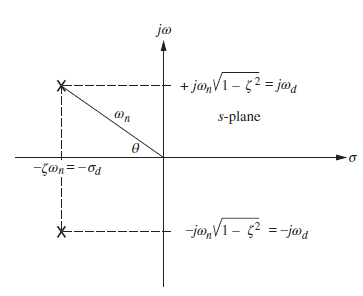 jω
+ jωn√1 − ζ² = jωd
s-plane
ωn
θ
σ
−ζωn = −σd
−jωn√1 − ζ² = −jωd